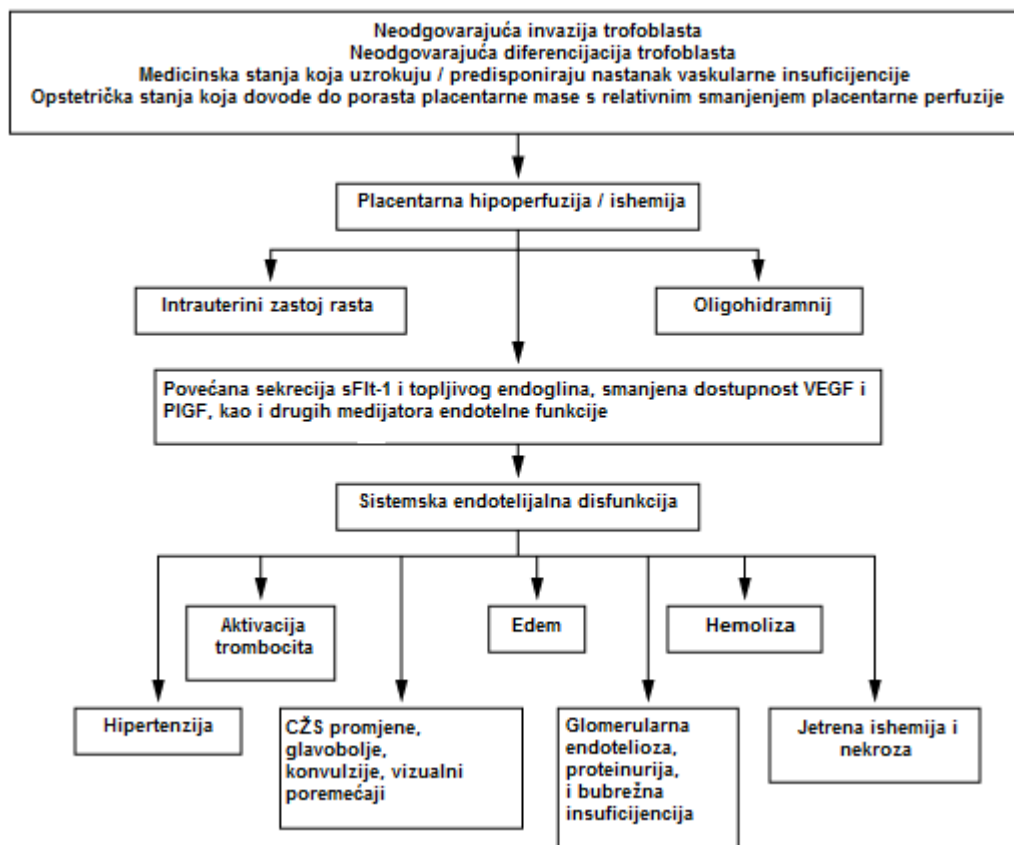 Neodgovarajuća invazija trofoblasta
Neodgovarajuća diferencijacija trofoblasta
Medicinska stanja koja uzrokuju / predisponiraju nastanak vaskularne insuficijencije
Opstetrička stanja koja dovode do porasta placentarne mase s relativnim smanjenjem placentarne perfuzije
Placentarna hipoperfuzija / ishemija
Intrauterini zastoj rasta
Oligohidramnij
Povećana sekrecija sFlt-1 i topljivog endoglina, smanjena dostupnost VEGF i
PlGF, kao i drugih medijatora endotelne funkcije
Sistemska endotelijalna disfunkcija
Aktivacija
trombocita
Edem
Hemoliza
Hipertenzija
CŽS promjene,
glavobolje,
konvulzije, vizualni
poremećaji
Glomerularna
endotelioza,
proteinurija,
i bubrežna
insuficijencija
Jetrena ishemija i
nekroza